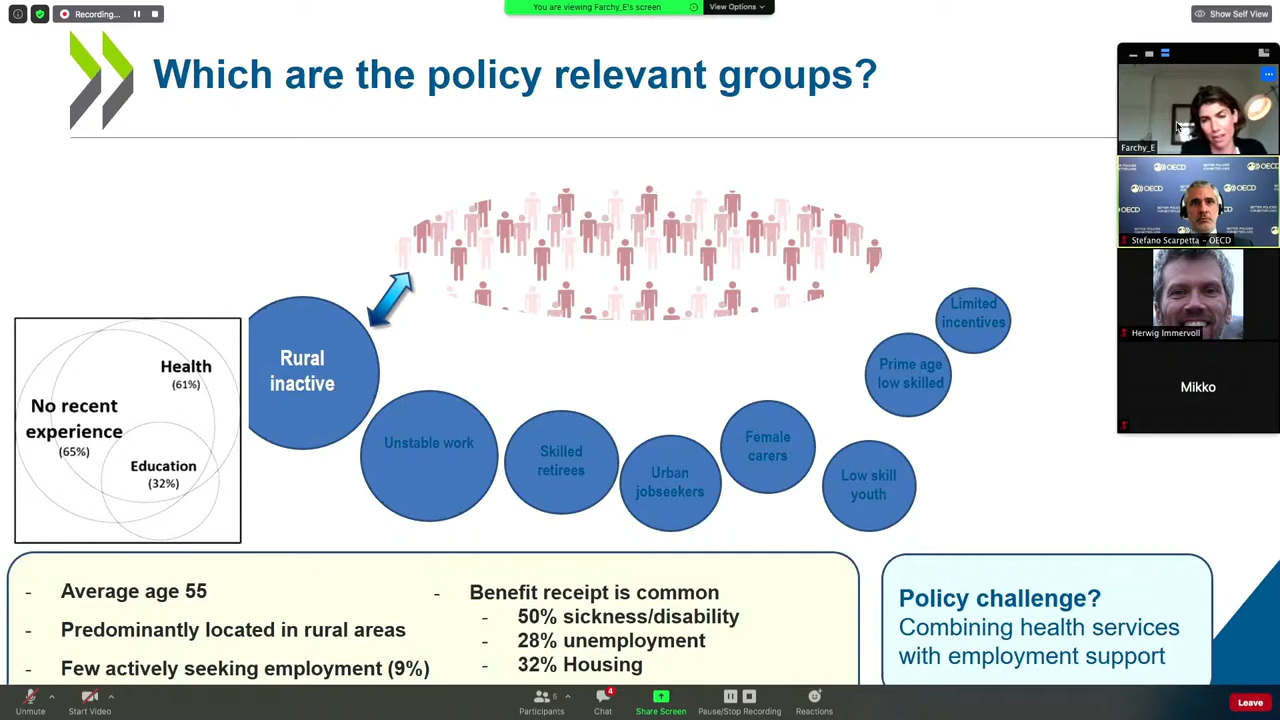 Recording...
You are viewing Farchy_E's screen
View Options
Show Self View
Which are the policy relevant groups?
Farchy_E
OECD
Stefano Scarpetta - OECD
Herwig Immervoll
Mikko
Health
(61%)
No recent
experience
(65%)
Education
(32%)
Rural
inactive
Unstable work
Skilled
retirees
Urban
jobseekers
Female
carers
Low skill
youth
Prime age
low skilled
Limited
incentives
- Average age 55
- Predominantly located in rural areas
- Few actively seeking employment (9%)
- Benefit receipt is common
- 50% sickness/disability
- 28% unemployment
- 32% Housing
Policy challenge?
Combining health services
with employment support
Unmute
Start Video
Participants
5
Chat
4
Share Screen
Pause/Stop Recording
Reactions
Leave